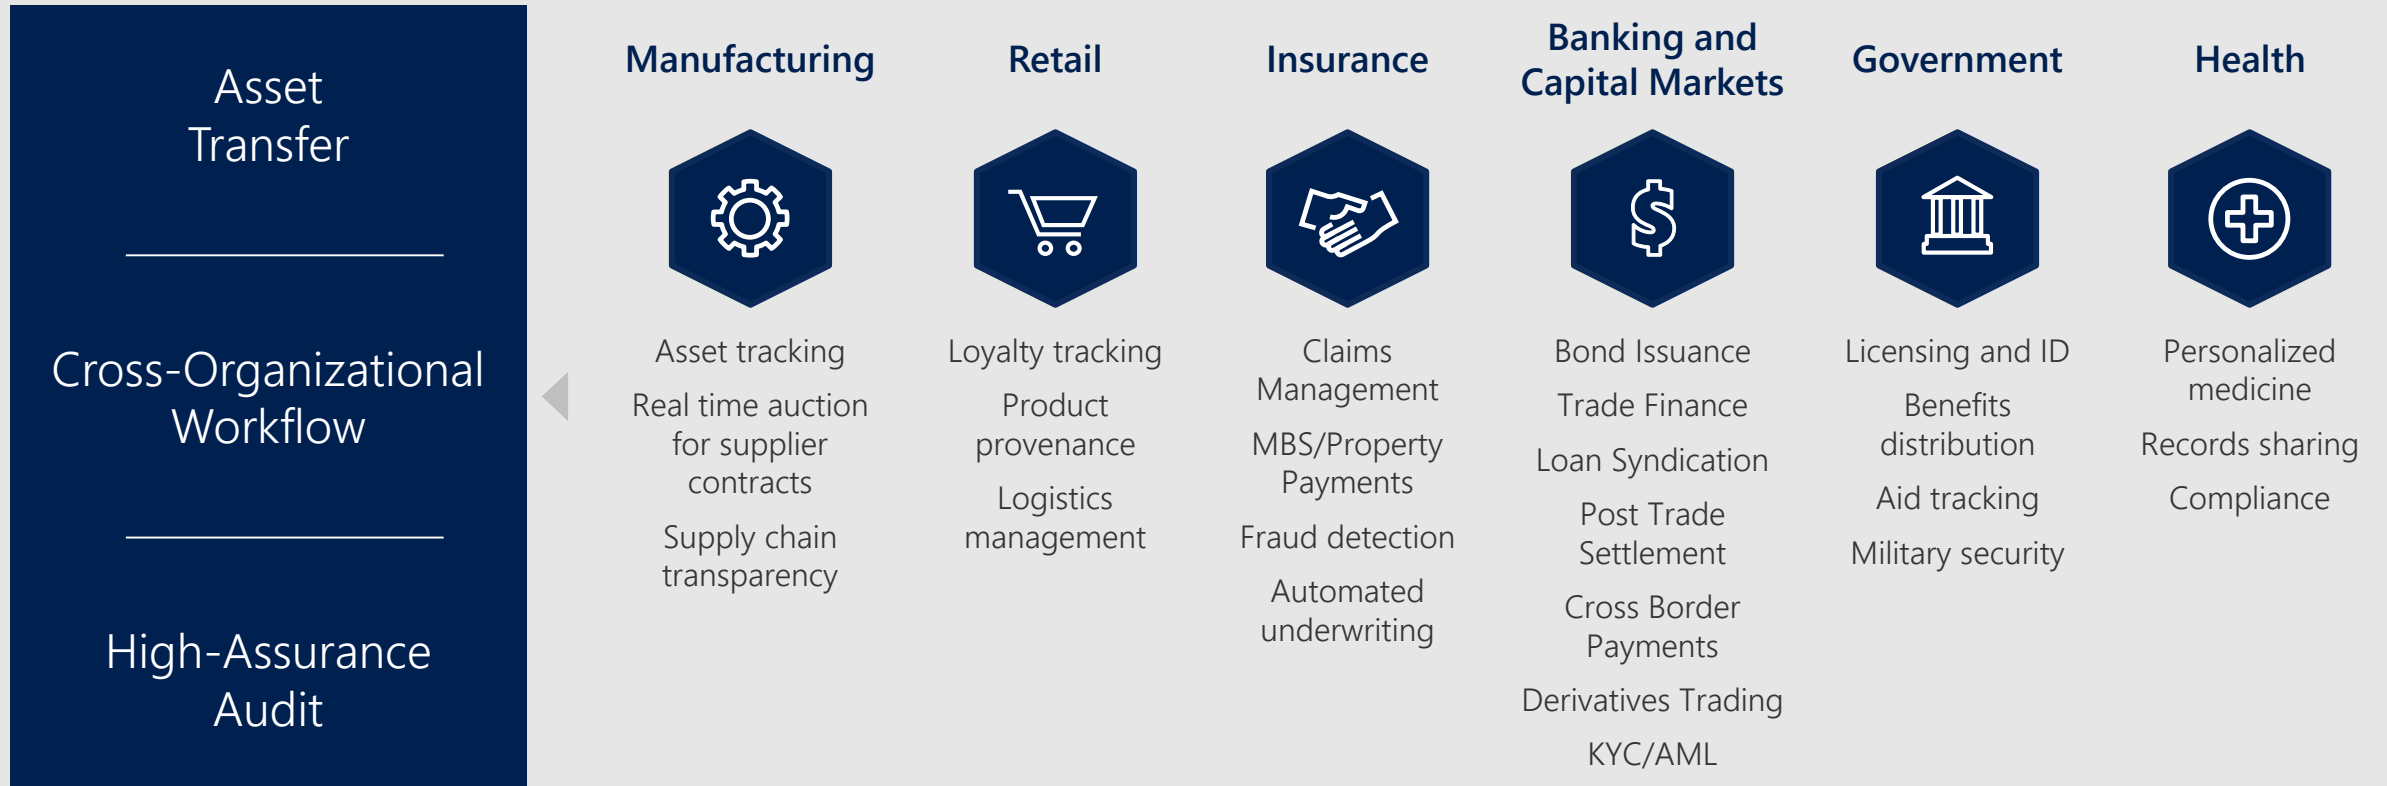 Asset
Transfer
Cross-Organizational
Workflow
High-Assurance
Audit
Manufacturing
Asset tracking
Real time auction
for supplier
contracts
Supply chain
transparency
Retail
Loyalty tracking
Product
provenance
Logistics
management
Insurance
Claims
Management
MBS/Property
Payments
Fraud detection
Automated
underwriting
Banking and
Capital Markets
$
Bond Issuance
Trade Finance
Loan Syndication
Post Trade
Settlement
Cross Border
Payments
Derivatives Trading
KYC/AML
Government
Licensing and ID
Benefits
distribution
Aid tracking
Military security
Health
Personalized
medicine
Records sharing
Compliance